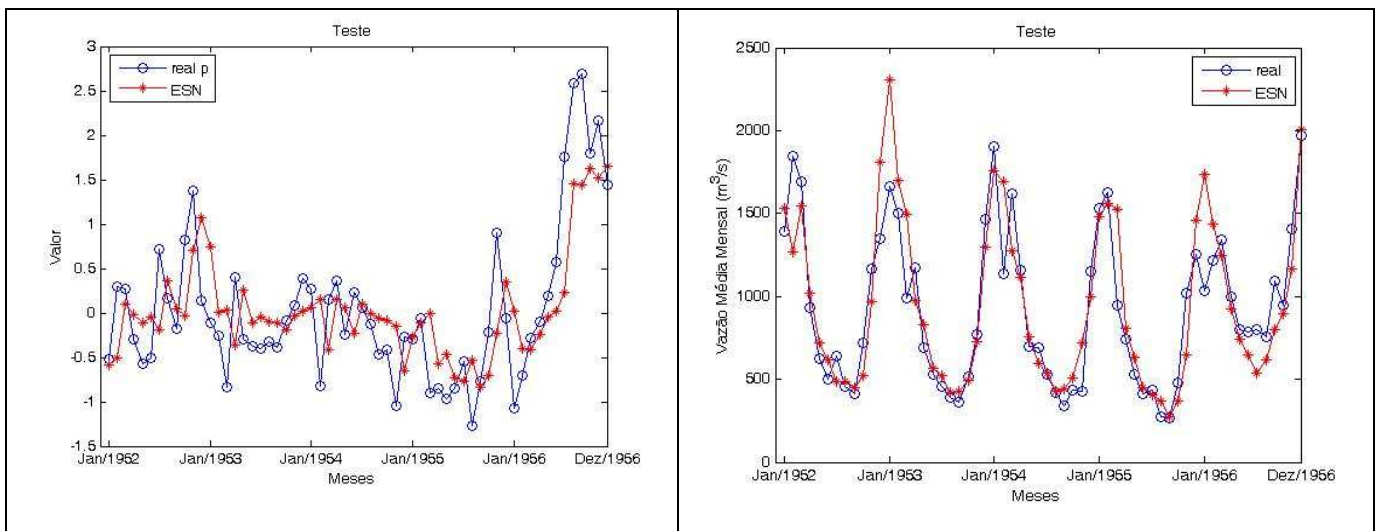 Teste
3
2.5
2
1.5
1
0.5
0
-0.5
-1
-1.5
Valor
real p
ESN
Jan/1952 Jan/1953 Jan/1954 Jan/1955 Jan/1956 Dez/1956
Meses
Teste
2500
2000
1500
1000
500
0
Vazão Média Mensal (m³/s)
real
ESN
Jan/1952 Jan/1953 Jan/1954 Jan/1955 Jan/1956 Dez/1956
Meses